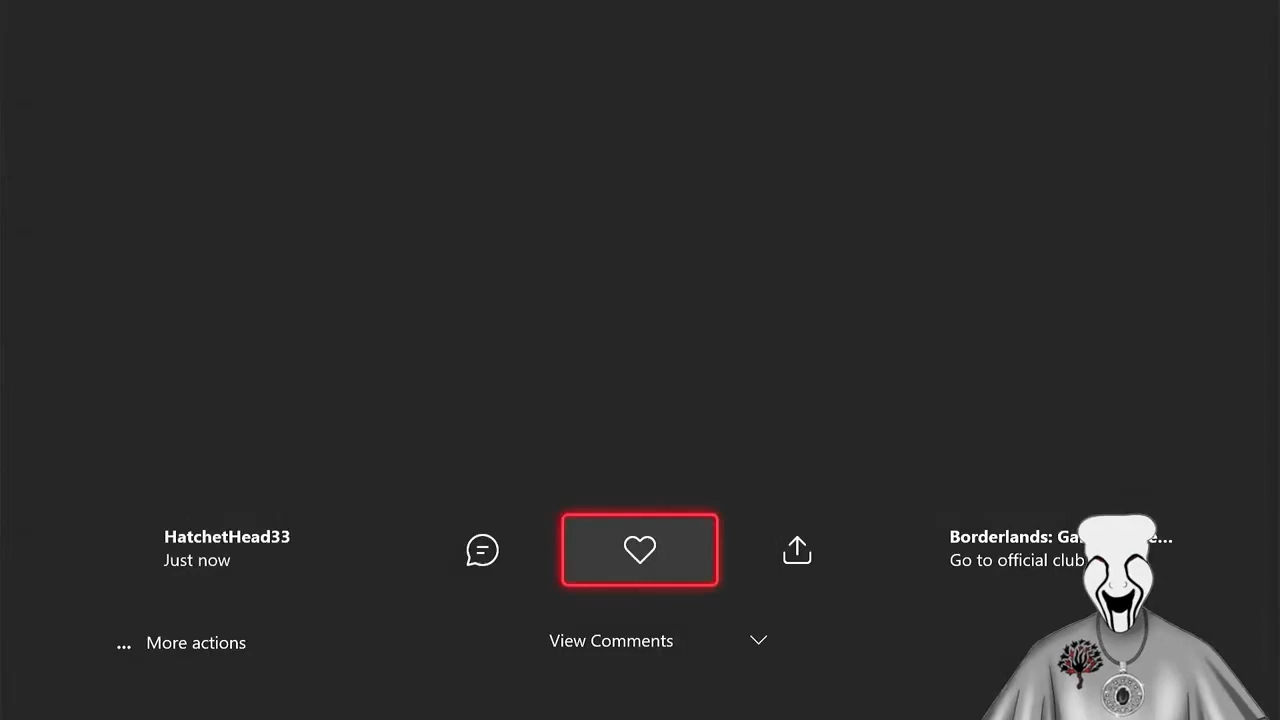 HatchetHead33
Just now
Borderlands: Ga
Go to official club
... More actions
View Comments